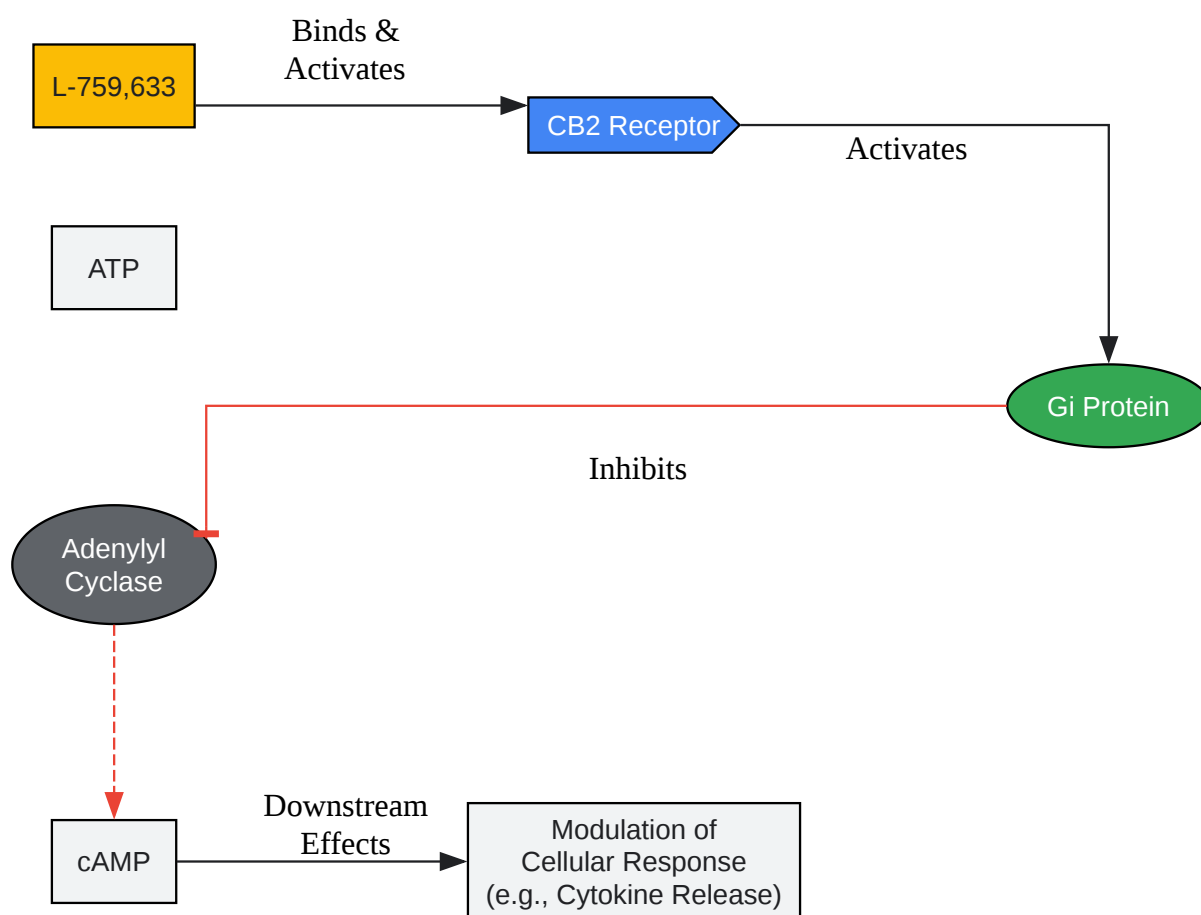 Binds &
Activates
L-759,633
CB2 Receptor
Activates
ATP
Gi Protein
Inhibits
Adenylyl
Cyclase
Downstream
Effects
cAMP
Modulation of
Cellular Response
(e.g., Cytokine Release)